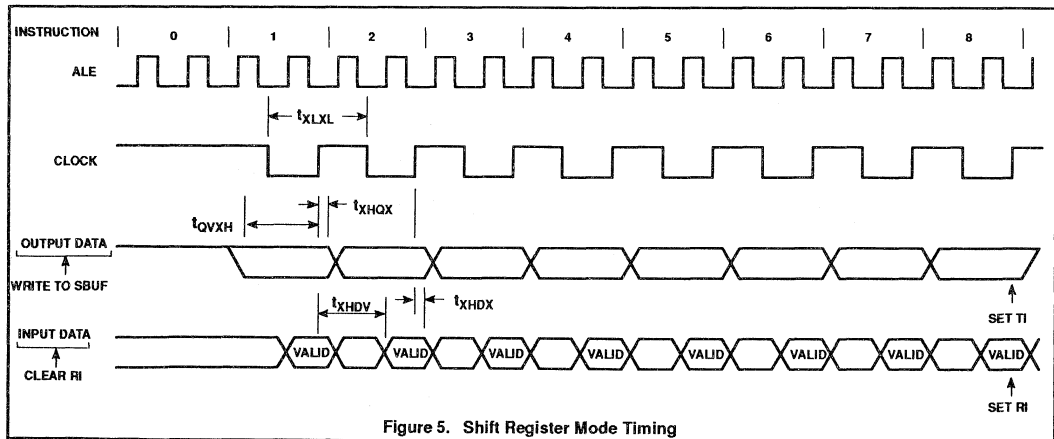 INSTRUCTION 0 1 2 3 4 5 6 7 8
ALE
tXLXL
CLOCK
tXHQX
tQVXH
OUTPUT DATA
WRITE TO SBUF
tXHDV tXHDX
SET TI
INPUT DATA VALID VALID VALID VALID VALID VALID VALID VALID
CLEAR RI
SET RI
Figure 5. Shift Register Mode Timing